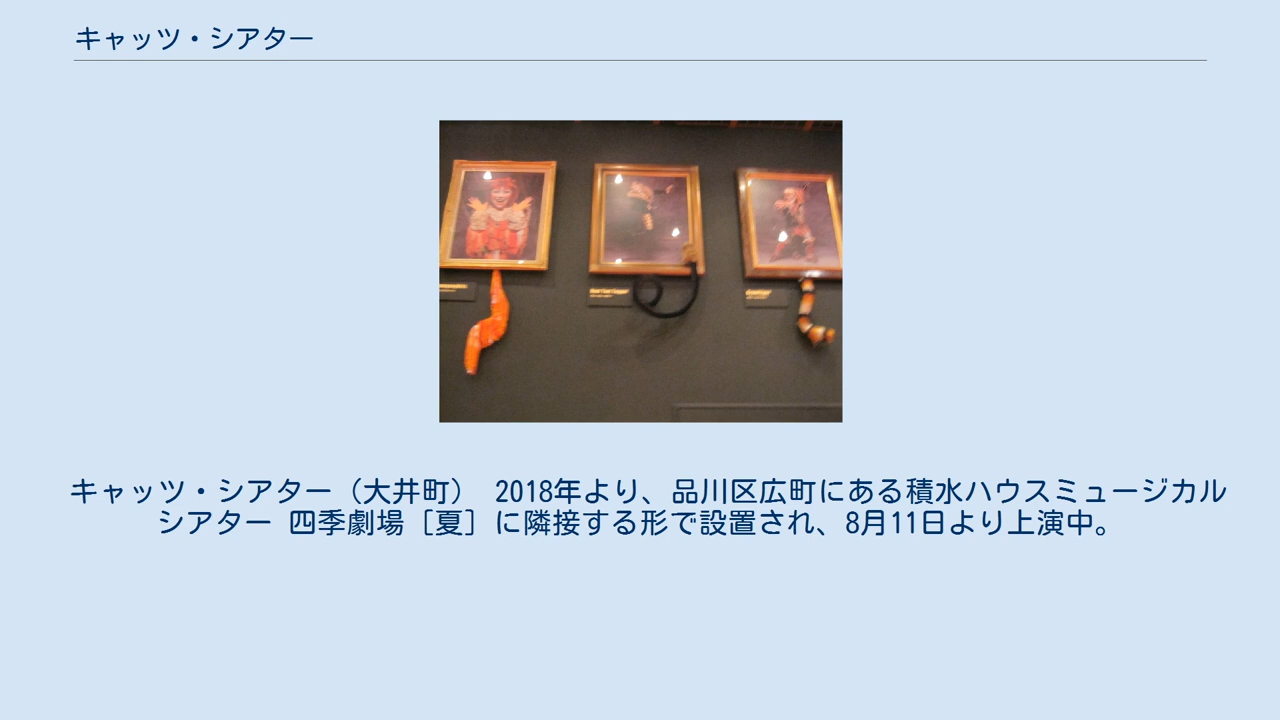 キャッツ・シアター
キャッツ・シアター（大井町） 2018年より、品川区広町にある積水ハウスミュージカル
シアター 四季劇場［夏］に隣接する形で設置され、8月11日より上演中。